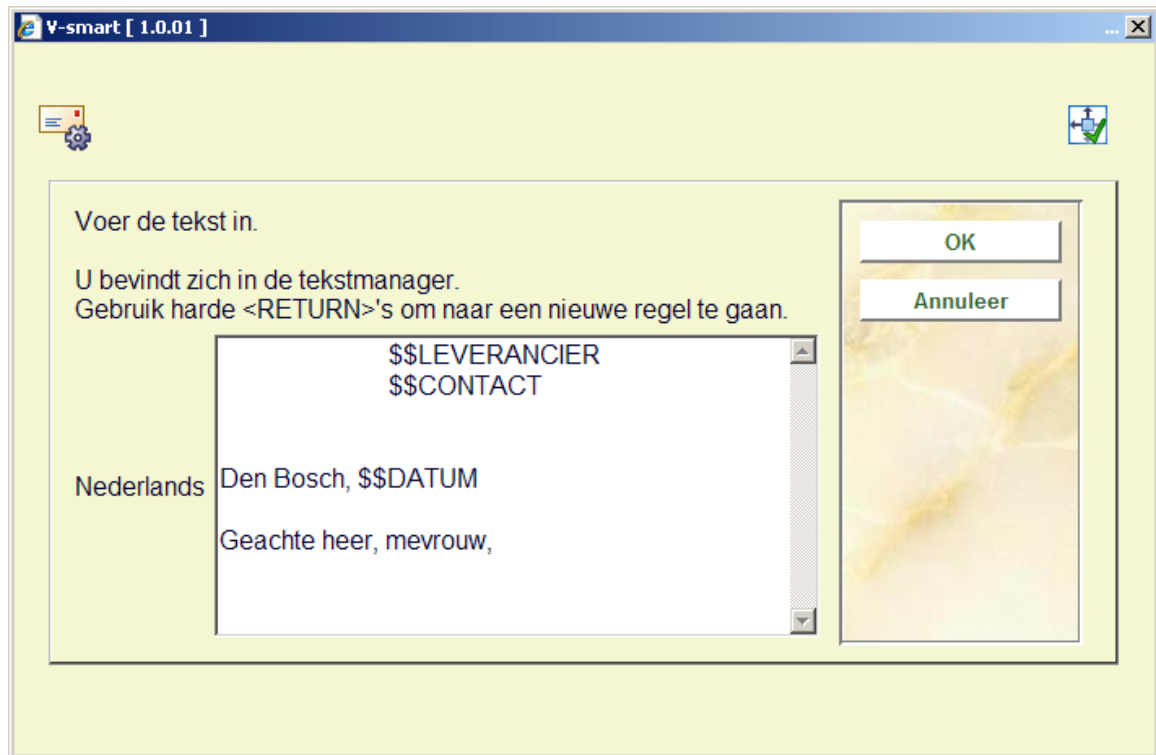 V-smart [ 1.0.01 ]
...
Voer de tekst in.
OK
U bevindt zich in de tekstmanager.
Gebruik harde <RETURN>'s om naar een nieuwe regel te gaan.
Annuleer
$$LEVERANCIER
$$CONTACT
Den Bosch, $$DATUM
Nederlands
Geachte heer, mevrouw,